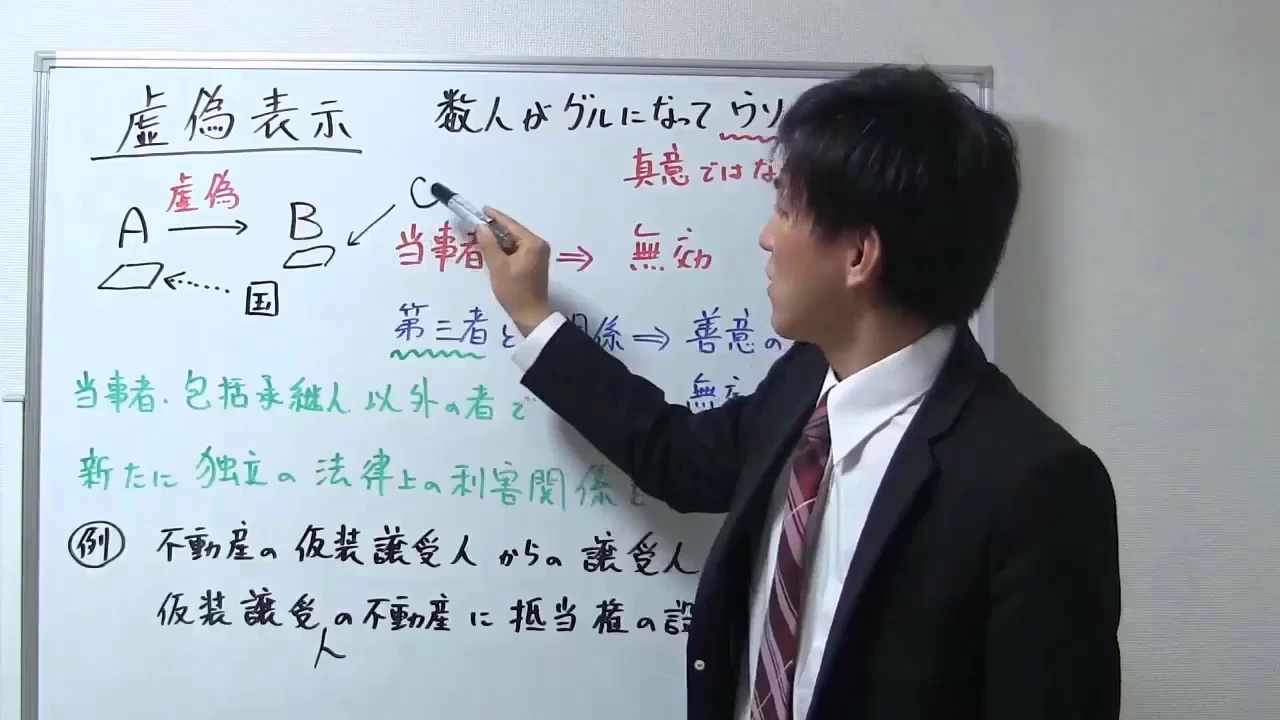 虚偽表示
数人がグルになってウソ
真意ではな
虚偽
A → B
C
国
当事者 ⇒ 無効
第三者と 係 ⇒ 善意の
無
当事者、包括承継人以外の者で
新たに独立の法律上の利害関係を
例 不動産の仮装譲受人からの譲受人
仮装譲受人の不動産に抵当権の設